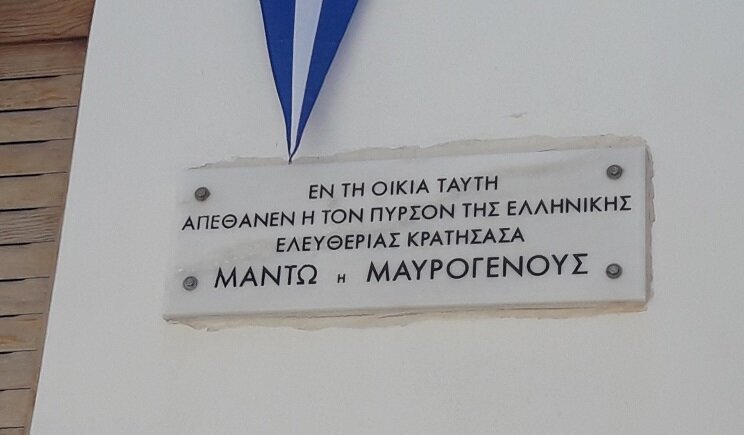 ΕΝ ΤΗ ΟΙΚΙΑ ΤΑΥΤΗ
ΑΠΕΘΑΝΕΝ Η ΤΟΝ ΠΥΡΣΟΝ ΤΗΣ ΕΛΛΗΝΙΚΗΣ
ΕΛΕΥΘΕΡΙΑΣ ΚΡΑΤΗΣΑΣΑ
ΜΑΝΤΩ Η ΜΑΥΡΟΓΕΝΟΥΣ